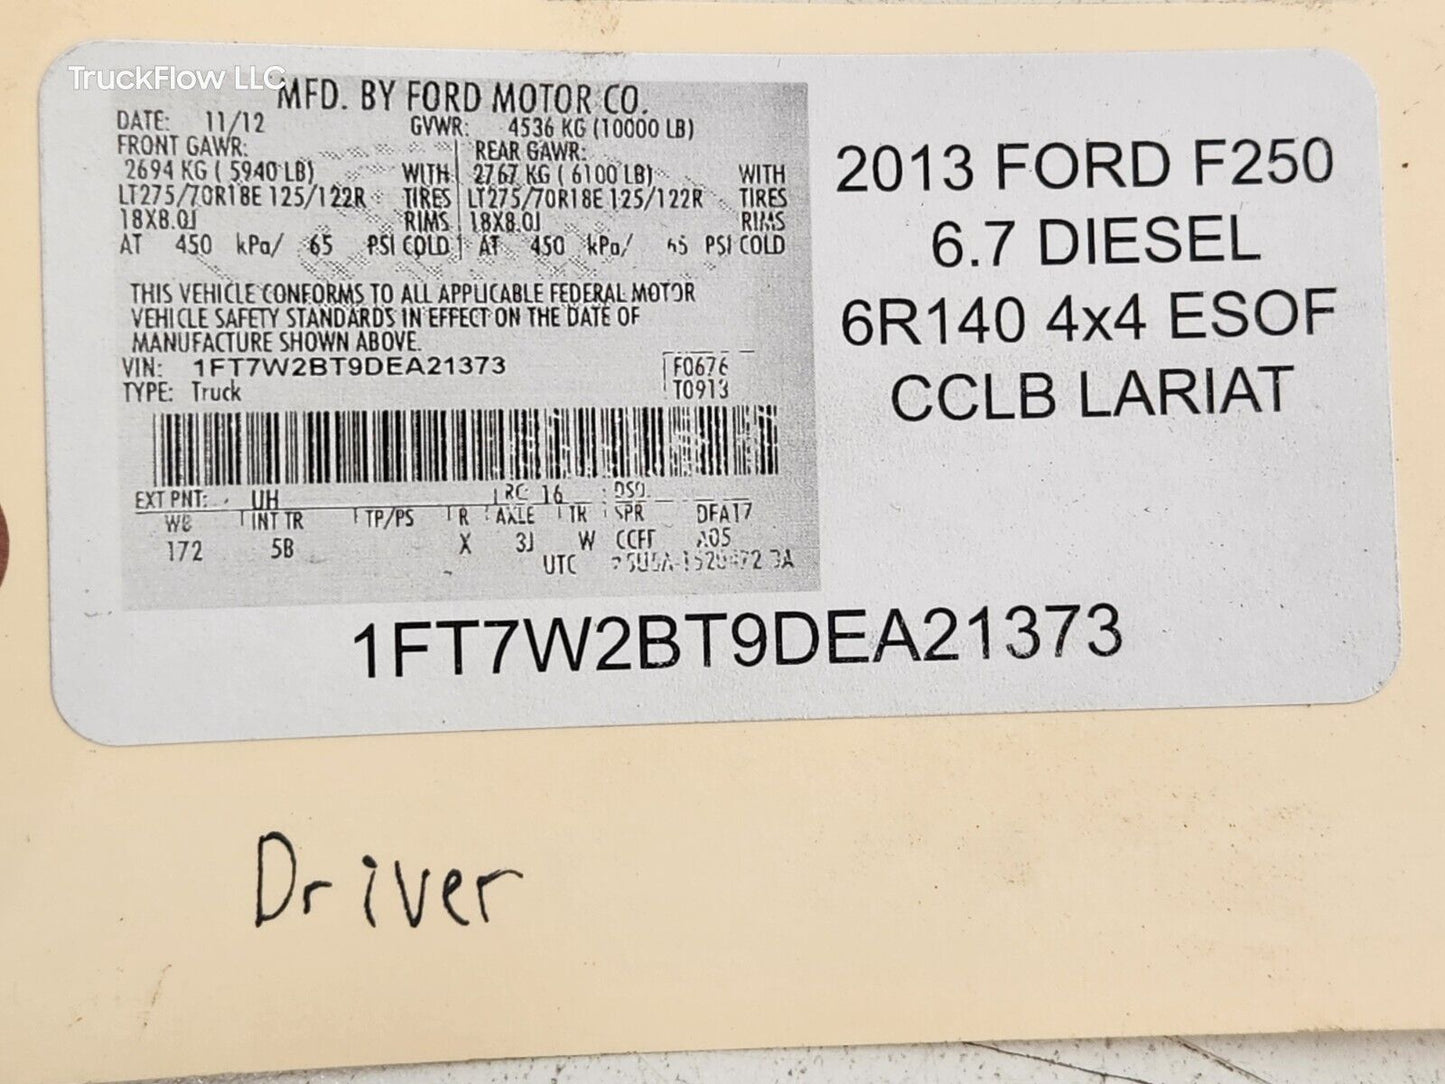 TruckFlow LLC
MFD. BY FORD MOTOR CO.
DATE: 11/12 GVWR: 4536 KG (10000 LB)
FRONT GAWR: REAR GAWR:
2694 KG ( 5940 LB) WITH 2767 KG ( 6100 LB) WITH
LT275/70R18E 125/122R TIRES LT275/70R18E 125/122R TIRES
18X8.0J RIMS 18X8.0J RIMS
AT 450 kPa/ 65 PSI COLD AT 450 kPa/ 65 PSI COLD
THIS VEHICLE CONFORMS TO ALL APPLICABLE FEDERAL MOTOR
VEHICLE SAFETY STANDARDS IN EFFECT ON THE DATE OF
MANUFACTURE SHOWN ABOVE.
VIN: 1FT7W2BT9DEA21373 F0676
TYPE: Truck T0913
EXT PNT: UH RC: 16 DSO:
WB INT TR TP/PS R AXLE TR SPR DFA17
172 5B X 3J W CCFF A05
UTC
2013 FORD F250
6.7 DIESEL
6R140 4x4 ESOF
CCLB LARIAT
1FT7W2BT9DEA21373
Driver